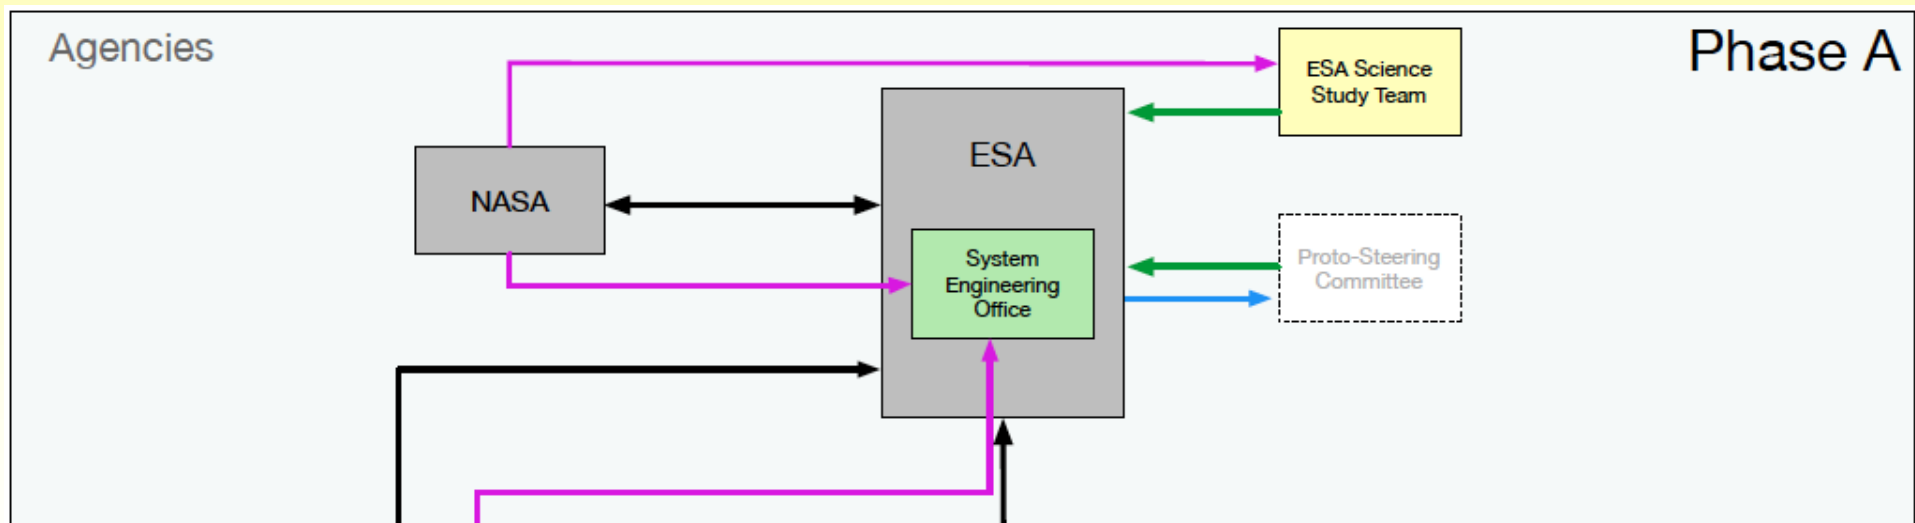 Agencies
Phase A
ESA Science
Study Team
ESA
NASA
System
Engineering
Office
Proto-Steering
Committee